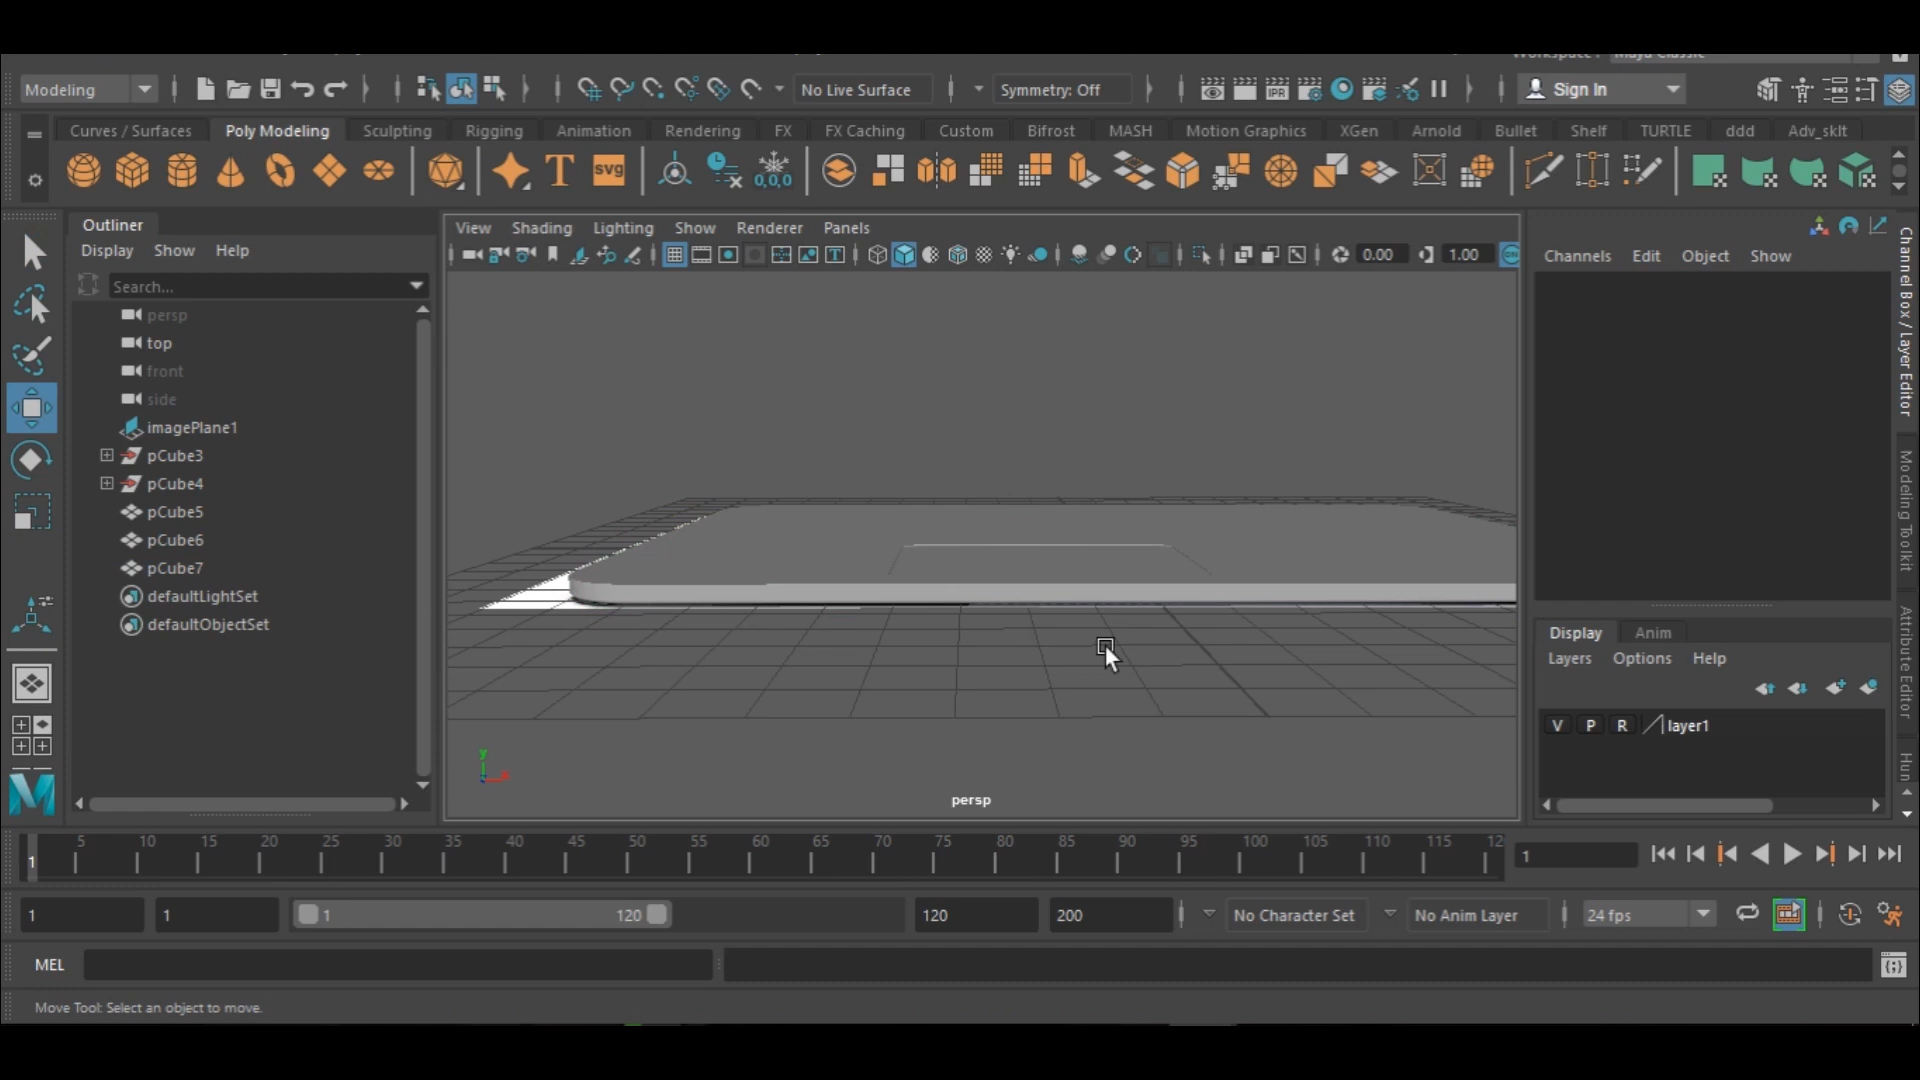 Modeling No Live Surface Symmetry: Off IPR Sign In
Curves / Surfaces Poly Modeling Sculpting Rigging Animation Rendering FX FX Caching Custom Bifrost MASH Motion Graphics XGen Arnold Bullet Shelf TURTLE ddd Adv_sklt
T svg 0,0,0
Outliner
Display Show Help
Search...
persp
top
front
side
imagePlane1
pCube3
pCube4
pCube5
pCube6
pCube7
defaultLightSet
defaultObjectSet
View Shading Lighting Show Renderer Panels
0.00 1.00
y
persp
Channels Edit Object Show
Channel Box / Layer Editor
Modeling Toolkit
Attribute Editor
Hun
Display Anim
Layers Options Help
V P R layer1
5 10 15 20 25 30 35 40 45 50 55 60 65 70 75 80 85 90 95 100 105 110 115 12
1 1
1 1 1 120 120 200 No Character Set No Anim Layer 24 fps
MEL
Move Tool: Select an object to move.